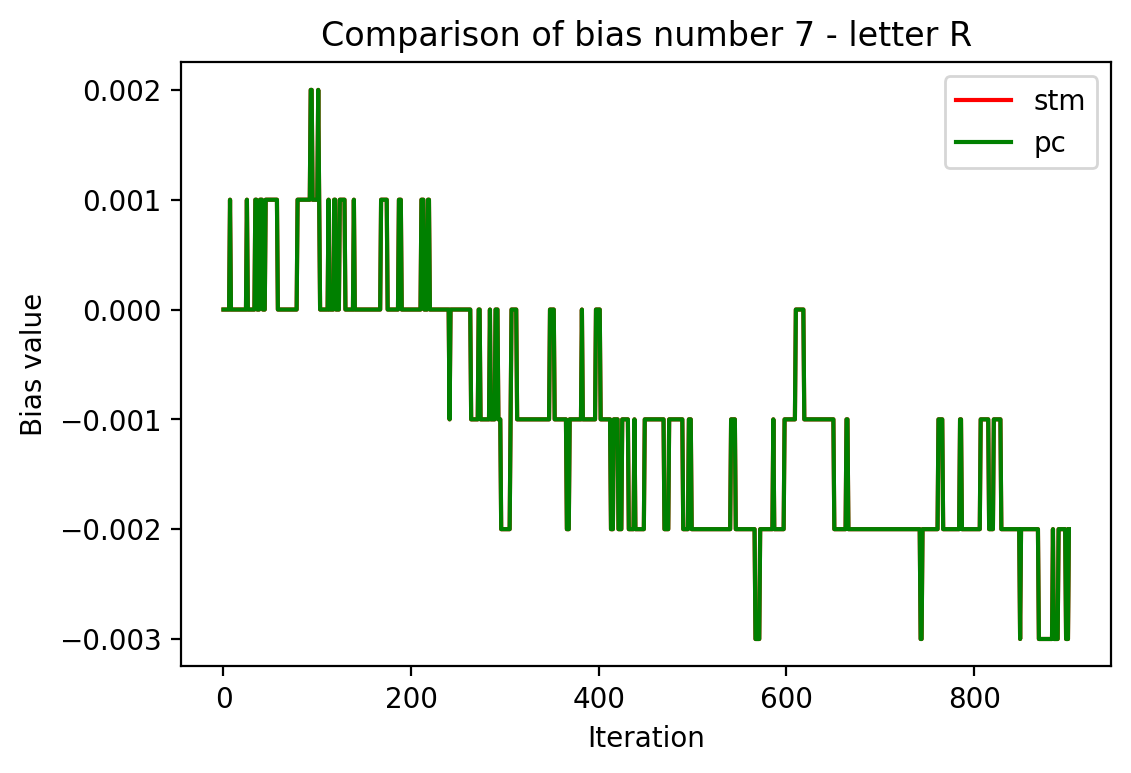 Comparison of bias number 7 - letter R
stm
pc
0.002
0.001
0.000
−0.001
−0.002
−0.003
Bias value
0
200
400
600
800
Iteration